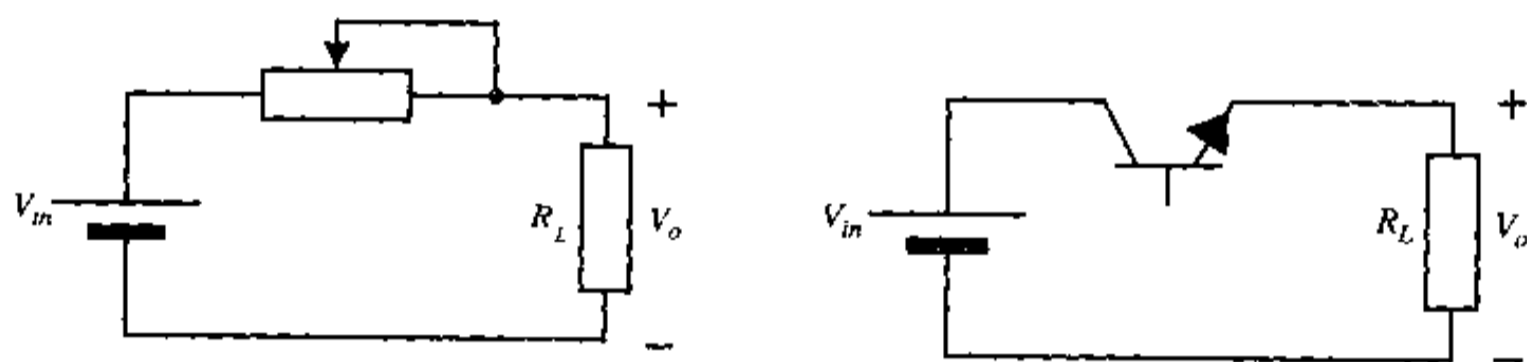 + +
V_in R_L V_o V_in R_L V_o
− −